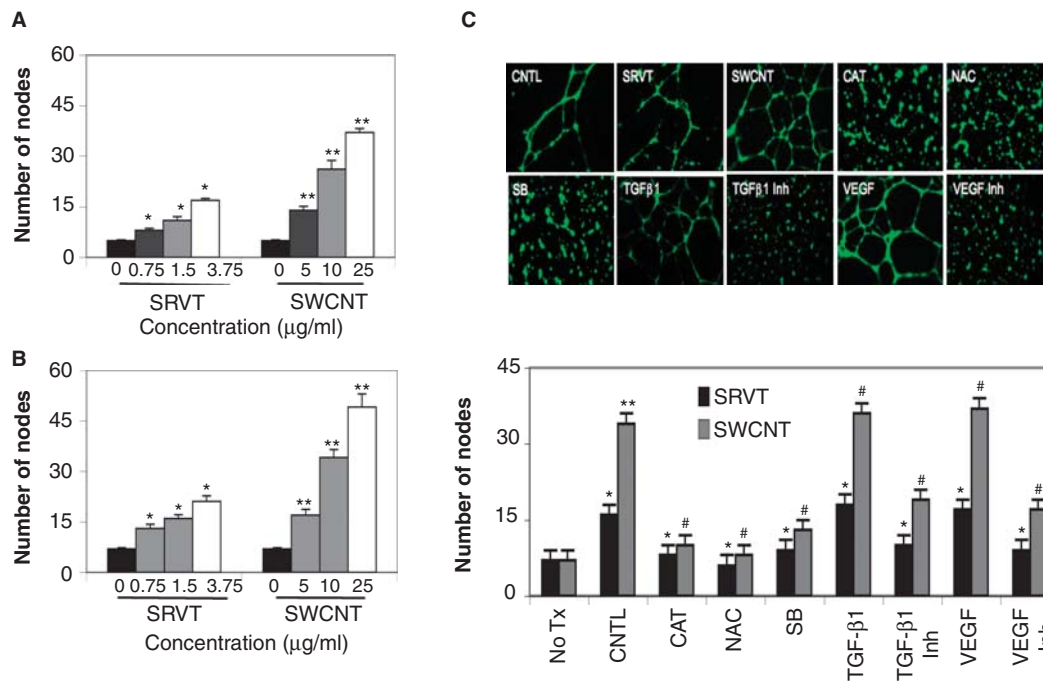 A
60
45
30
15
0
Number of nodes
* * * ** ** **
0 0.75 1.5 3.75 0 5 10 25
SRVT SWCNT
Concentration (µg/ml)
B
60
45
30
15
0
Number of nodes
* * * ** ** **
0 0.75 1.5 3.75 0 5 10 25
SRVT SWCNT
Concentration (µg/ml)
C
CNTL SRVT SWCNT CAT NAC
SB TGFβ1 TGFβ1 Inh VEGF VEGF Inh
45
30
15
0
Number of nodes
SRVT
SWCNT
* ** * # * # * # * # * # * # * #
No Tx
CNTL
CAT
NAC
SB
TGF-β1
TGF-β1
Inh
VEGF
VEGF
Inh